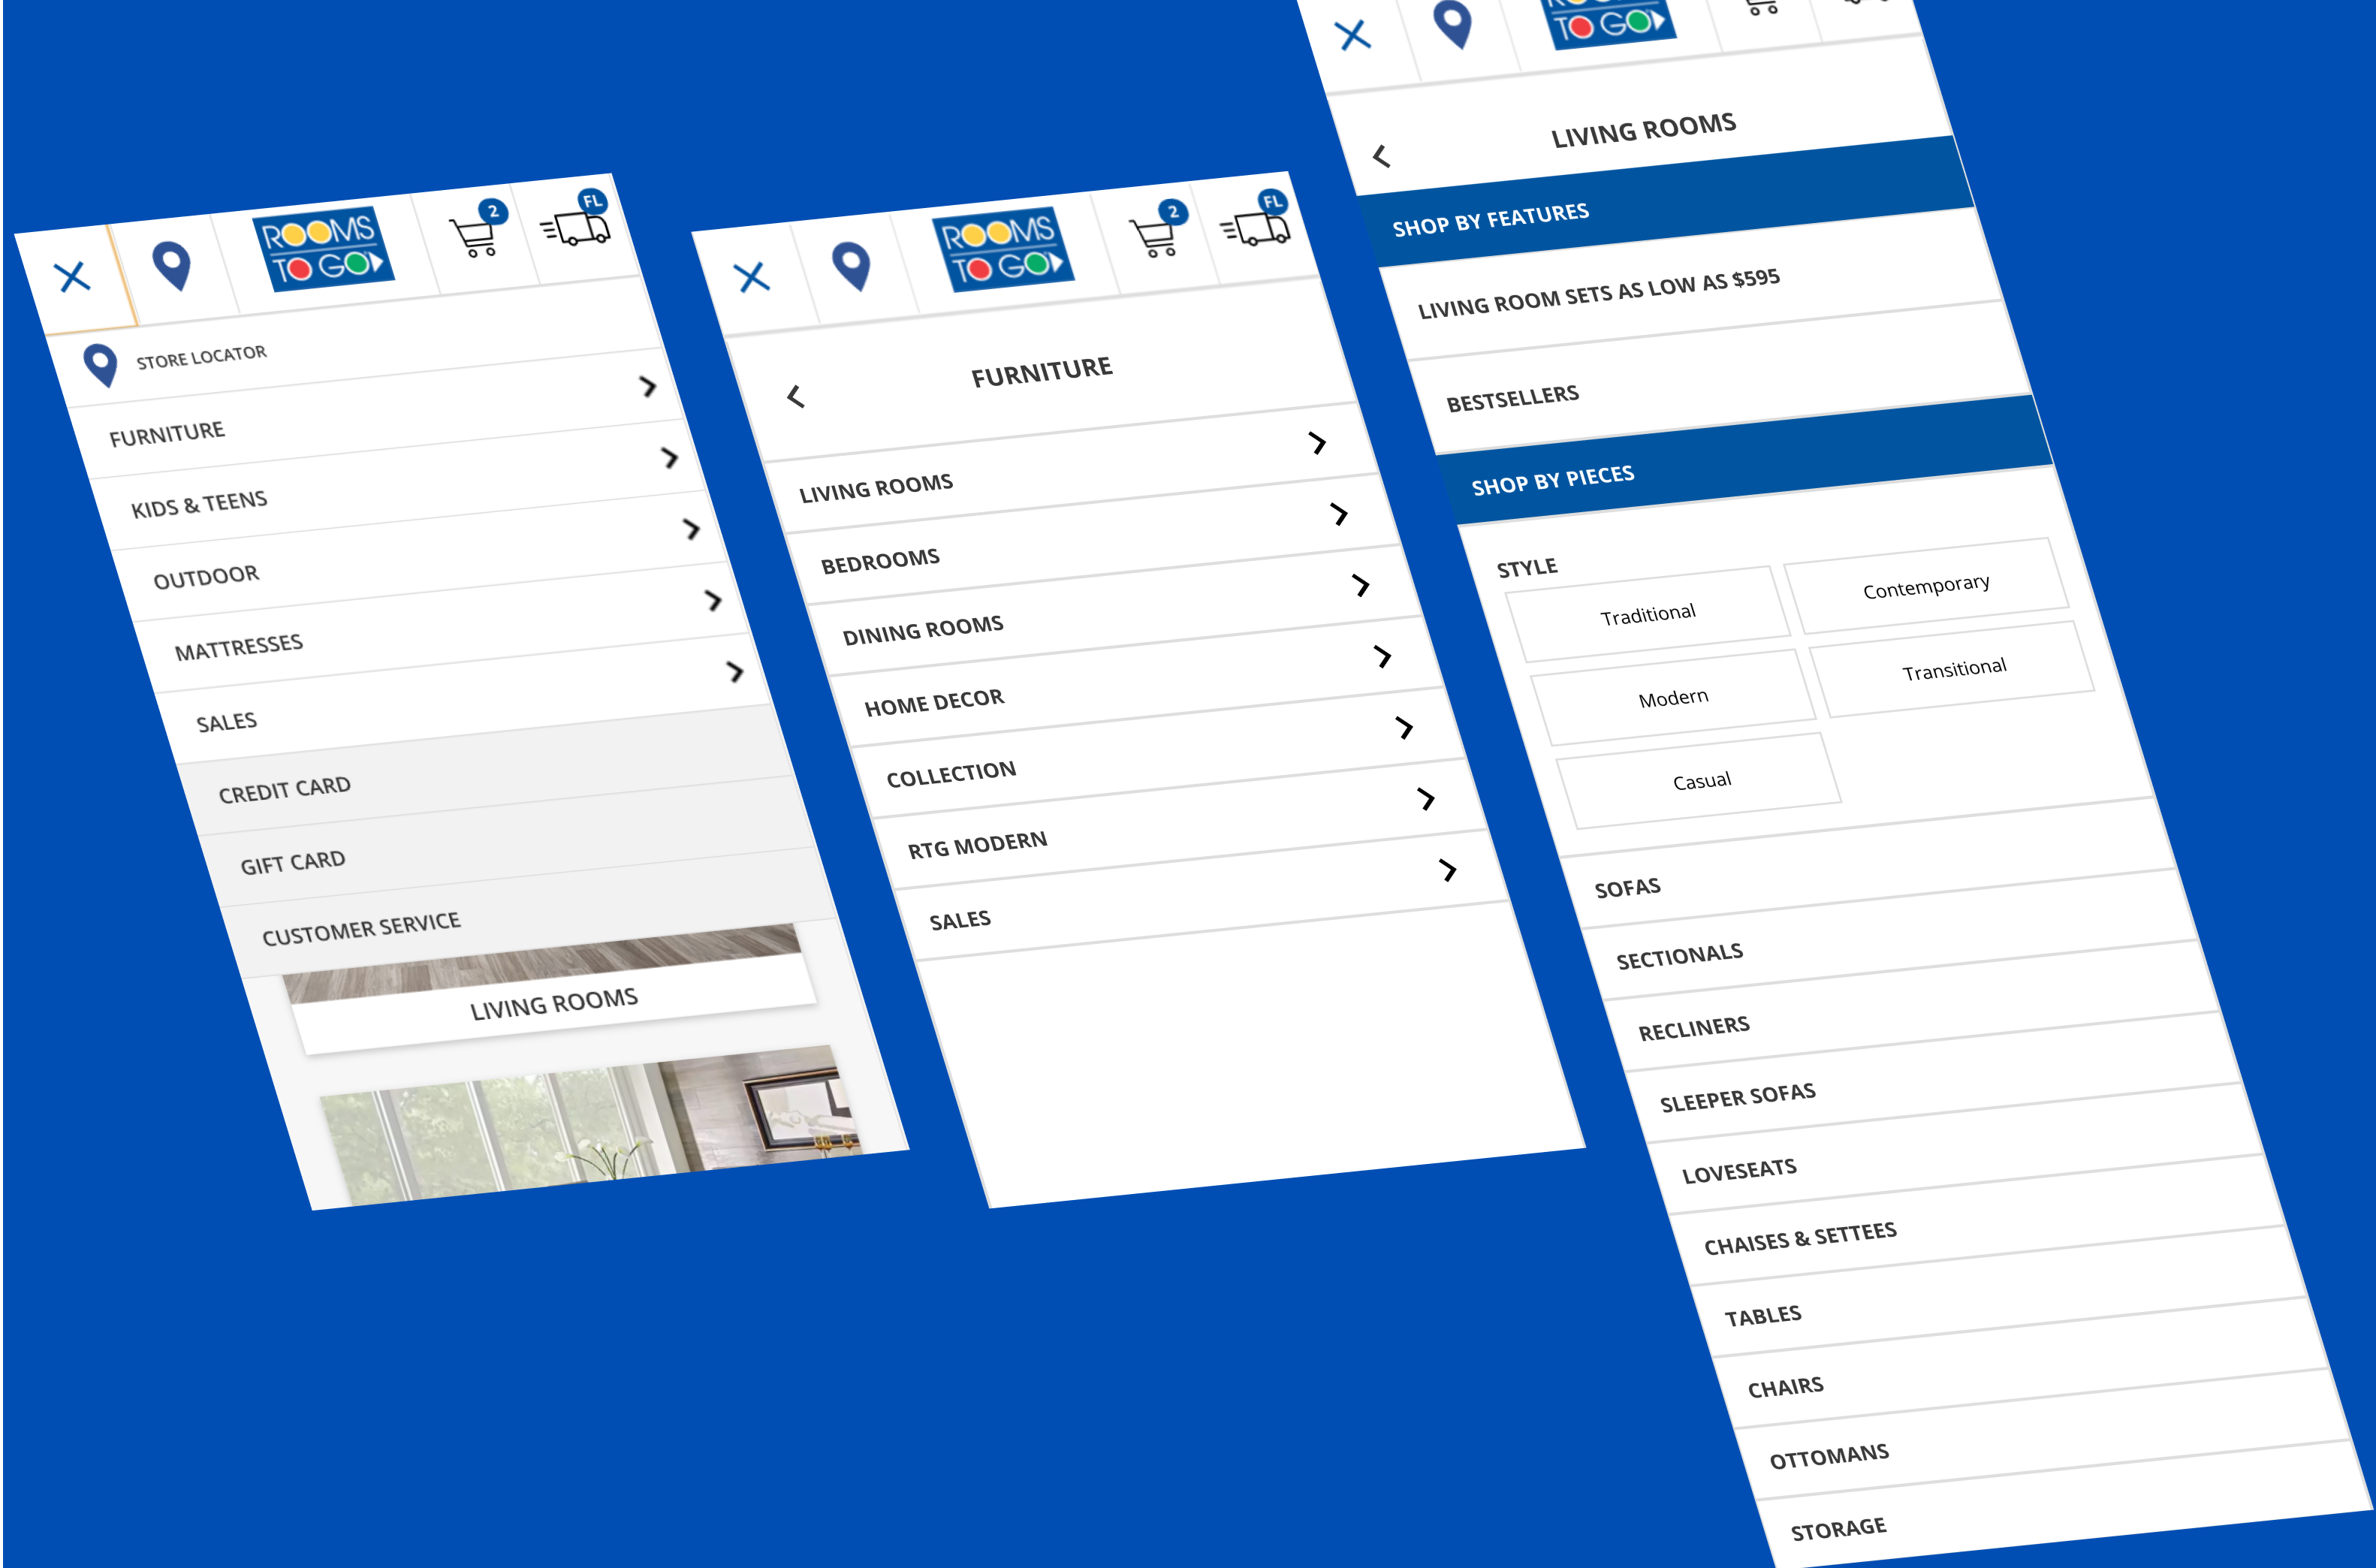 ROOMS
TO GO
2
FL
STORE LOCATOR
FURNITURE
KIDS & TEENS
OUTDOOR
MATTRESSES
SALES
CREDIT CARD
GIFT CARD
CUSTOMER SERVICE
LIVING ROOMS
ROOMS
TO GO
2
FL
FURNITURE
LIVING ROOMS
BEDROOMS
DINING ROOMS
HOME DECOR
COLLECTION
RTG MODERN
SALES
TO GO
LIVING ROOMS
SHOP BY FEATURES
LIVING ROOM SETS AS LOW AS $595
BESTSELLERS
SHOP BY PIECES
STYLE
Traditional Contemporary
Modern Transitional
Casual
SOFAS
SECTIONALS
RECLINERS
SLEEPER SOFAS
LOVESEATS
CHAISES & SETTEES
TABLES
CHAIRS
OTTOMANS
STORAGE